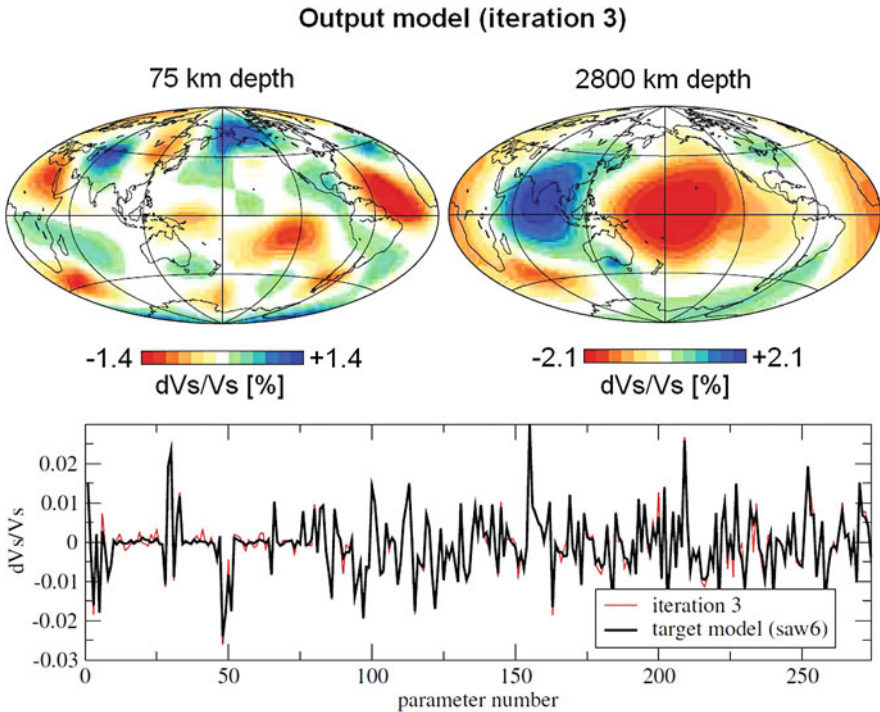 Output model (iteration 3)
75 km depth
2800 km depth
-1.4 +1.4
dVs/Vs [%]
-2.1 +2.1
dVs/Vs [%]
0.02
0.01
0
-0.01
-0.02
-0.03
dVs/Vs
iteration 3
target model (saw6)
0 50 100 150 200 250
parameter number